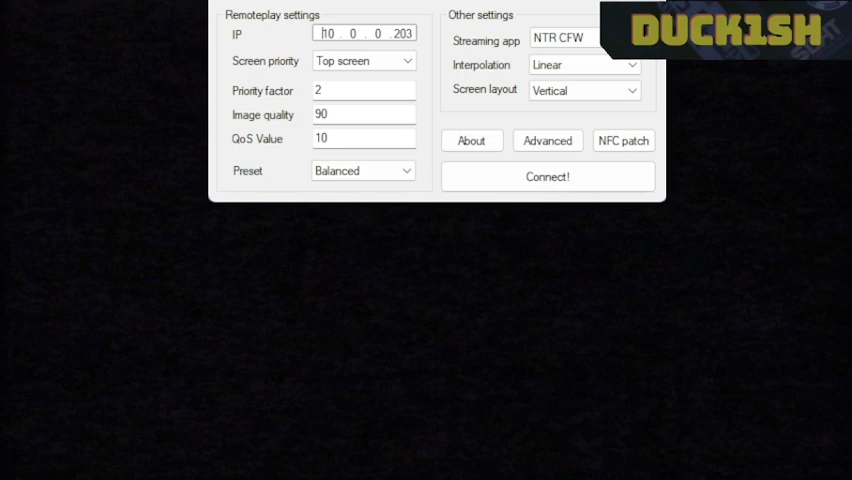 Remoteplay settings
IP 10 . 0 . 0 .203
Screen priority Top screen
Priority factor 2
Image quality 90
QoS Value 10
Preset Balanced
Other settings
Streaming app NTR CFW
Interpolation Linear
Screen layout Vertical
About Advanced NFC patch
Connect!
DUCK1SH